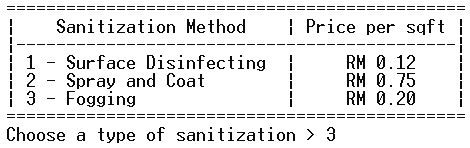 ==============================================
|    Sanitization Method    | Price per sqft |
|--------------------------------------------|
| 1 - Surface Disinfecting  |     RM 0.12    |
| 2 - Spray and Coat        |     RM 0.75    |
| 3 - Fogging               |     RM 0.20    |
==============================================
Choose a type of sanitization > 3